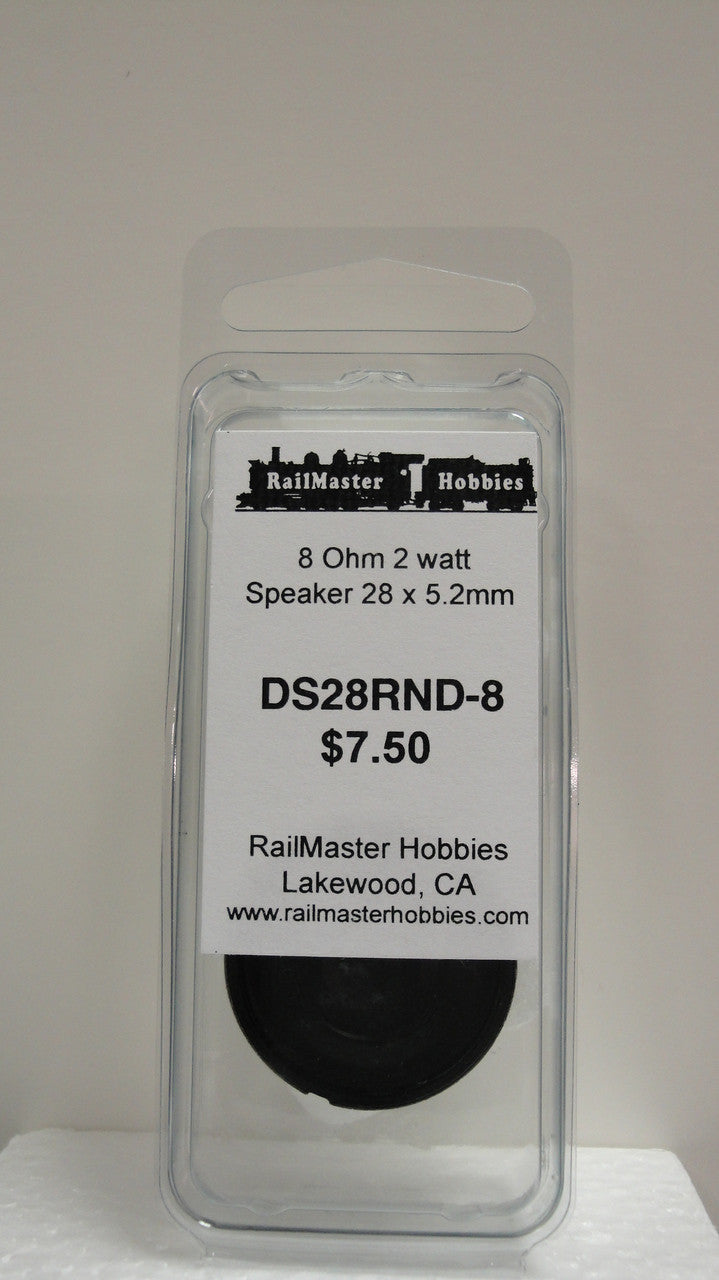 RailMaster Hobbies
8 Ohm 2 watt
Speaker 28 x 5.2mm
DS28RND-8
$7.50
RailMaster Hobbies
Lakewood, CA
www.railmasterhobbies.com